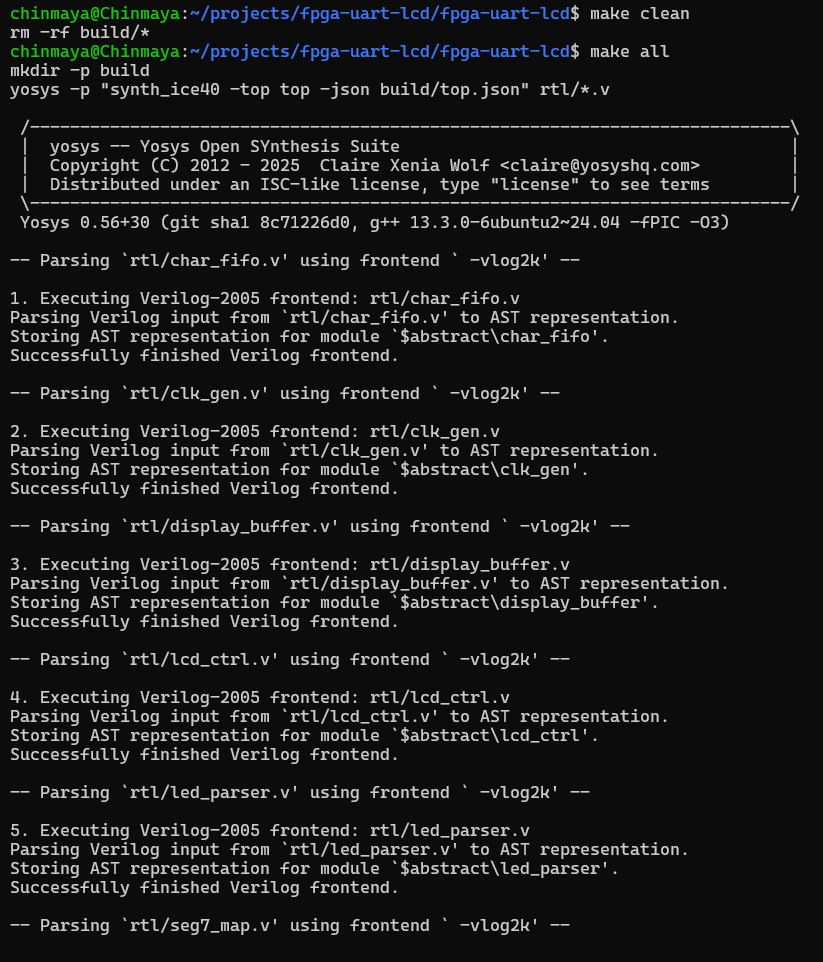 chinmaya@Chinmaya:~/projects/fpga-uart-lcd/fpga-uart-lcd$ make clean
rm -rf build/*
chinmaya@Chinmaya:~/projects/fpga-uart-lcd/fpga-uart-lcd$ make all
mkdir -p build
yosys -p "synth_ice40 -top top -json build/top.json" rtl/*.v

 /----------------------------------------------------------------------------\
 |  yosys -- Yosys Open SYnthesis Suite                                       |
 |  Copyright (C) 2012 - 2025  Claire Xenia Wolf <claire@yosyshq.com>         |
 |  Distributed under an ISC-like license, type "license" to see terms        |
 \----------------------------------------------------------------------------/
 Yosys 0.56+30 (git sha1 8c71226d0, g++ 13.3.0-6ubuntu2~24.04 -fPIC -O3)

-- Parsing `rtl/char_fifo.v' using frontend ` -vlog2k' --

1. Executing Verilog-2005 frontend: rtl/char_fifo.v
Parsing Verilog input from `rtl/char_fifo.v' to AST representation.
Storing AST representation for module `$abstract\char_fifo'.
Successfully finished Verilog frontend.

-- Parsing `rtl/clk_gen.v' using frontend ` -vlog2k' --

2. Executing Verilog-2005 frontend: rtl/clk_gen.v
Parsing Verilog input from `rtl/clk_gen.v' to AST representation.
Storing AST representation for module `$abstract\clk_gen'.
Successfully finished Verilog frontend.

-- Parsing `rtl/display_buffer.v' using frontend ` -vlog2k' --

3. Executing Verilog-2005 frontend: rtl/display_buffer.v
Parsing Verilog input from `rtl/display_buffer.v' to AST representation.
Storing AST representation for module `$abstract\display_buffer'.
Successfully finished Verilog frontend.

-- Parsing `rtl/lcd_ctrl.v' using frontend ` -vlog2k' --

4. Executing Verilog-2005 frontend: rtl/lcd_ctrl.v
Parsing Verilog input from `rtl/lcd_ctrl.v' to AST representation.
Storing AST representation for module `$abstract\lcd_ctrl'.
Successfully finished Verilog frontend.

-- Parsing `rtl/led_parser.v' using frontend ` -vlog2k' --

5. Executing Verilog-2005 frontend: rtl/led_parser.v
Parsing Verilog input from `rtl/led_parser.v' to AST representation.
Storing AST representation for module `$abstract\led_parser'.
Successfully finished Verilog frontend.

-- Parsing `rtl/seg7_map.v' using frontend ` -vlog2k' --